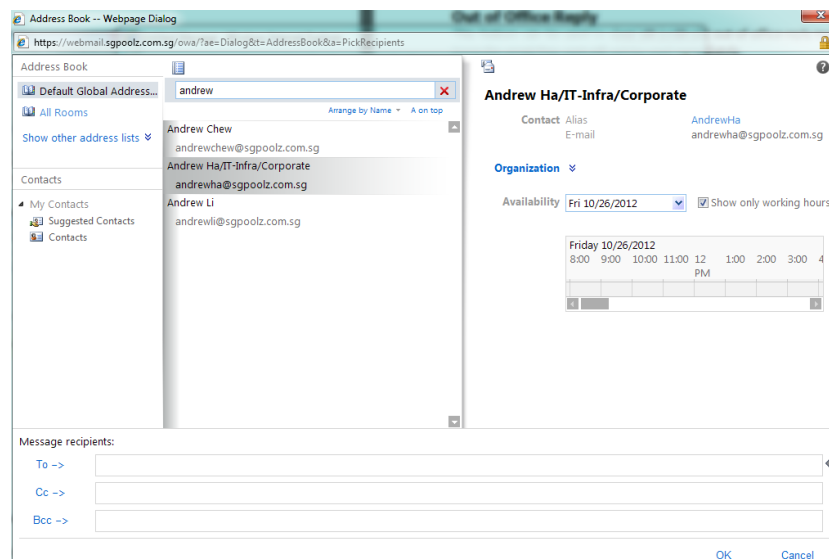 Address Book -- Webpage Dialog
Out of Office Reply
https://webmail.sgpoolz.com.sg/owa/?ae=Dialog&t=AddressBook&a=PickRecipients
Address Book
Default Global Address...
All Rooms
Show other address lists
Contacts
My Contacts
Suggested Contacts
Contacts
andrew
Arrange by Name
A on top
Andrew Chew
andrewchew@sgpoolz.com.sg
Andrew Ha/IT-Infra/Corporate
andrewha@sgpoolz.com.sg
Andrew Li
andrewli@sgpoolz.com.sg
Andrew Ha/IT-Infra/Corporate
Contact Alias AndrewHa
E-mail andrewha@sgpoolz.com.sg
Organization
Availability Fri 10/26/2012 Show only working hours
Friday 10/26/2012
8:00 9:00 10:00 11:00 12 1:00 2:00 3:00 4
PM
Message recipients:
To ->
Cc ->
Bcc ->
OK Cancel